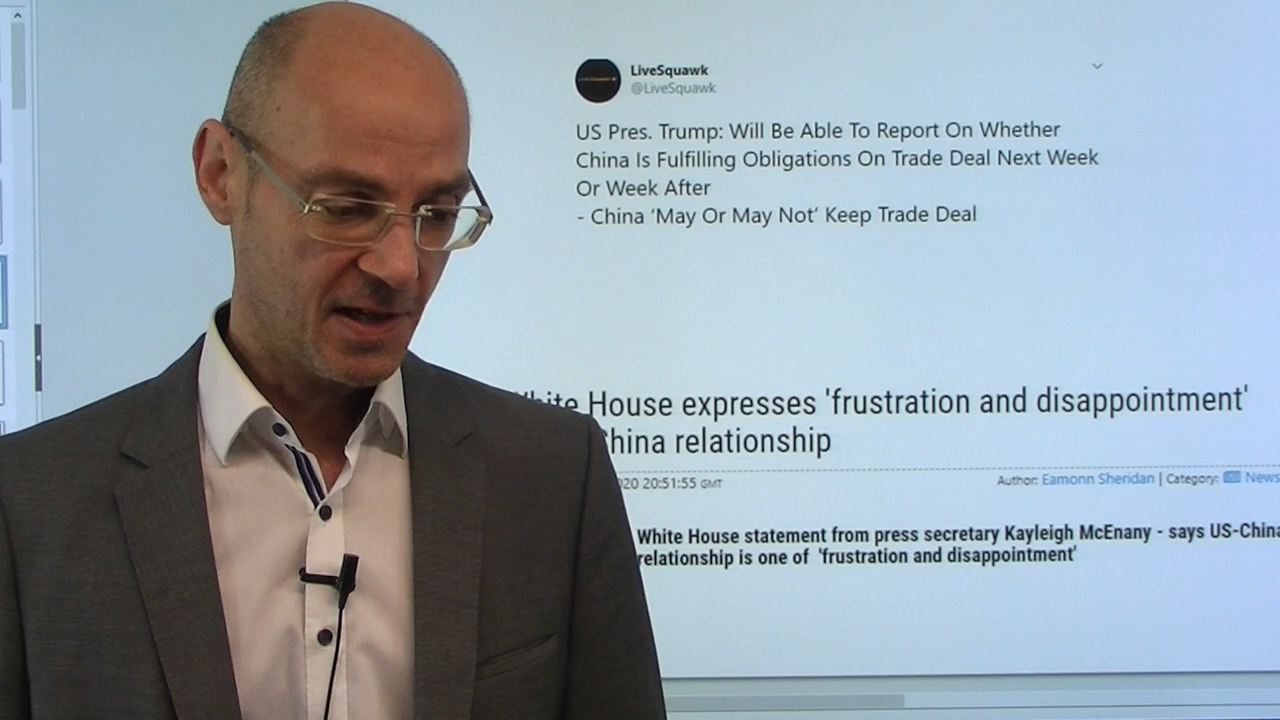 LiveSquawk
@LiveSquawk
US Pres. Trump: Will Be Able To Report On Whether
China Is Fulfilling Obligations On Trade Deal Next Week
Or Week After
- China ‘May Or May Not’ Keep Trade Deal
White House expresses 'frustration and disappointment'
China relationship
020 20:51:55 GMT
Author: Eamonn Sheridan | Category: News
White House statement from press secretary Kayleigh McEnany - says US-China
relationship is one of 'frustration and disappointment'